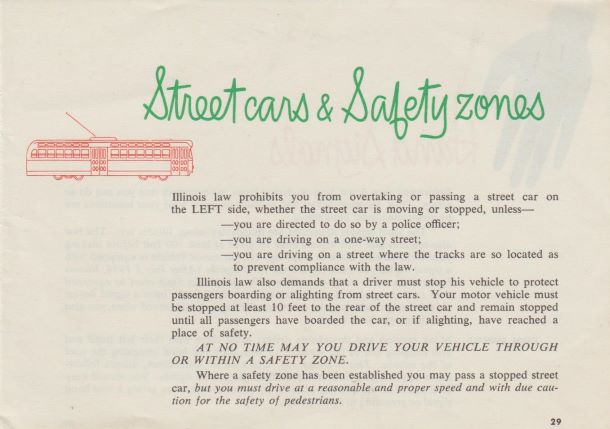 Streetcars & Safety zones
Illinois law prohibits you from overtaking or passing a street car on
the LEFT side, whether the street car is moving or stopped, unless—
—you are directed to do so by a police officer;
—you are driving on a one-way street;
—you are driving on a street where the tracks are so located as
to prevent compliance with the law.
Illinois law also demands that a driver must stop his vehicle to protect
passengers boarding or alighting from street cars. Your motor vehicle must
be stopped at least 10 feet to the rear of the street car and remain stopped
until all passengers have boarded the car, or if alighting, have reached a
place of safety.
AT NO TIME MAY YOU DRIVE YOUR VEHICLE THROUGH
OR WITHIN A SAFETY ZONE.
Where a safety zone has been established you may pass a stopped street
car, but you must drive at a reasonable and proper speed and with due cau-
tion for the safety of pedestrians.
29